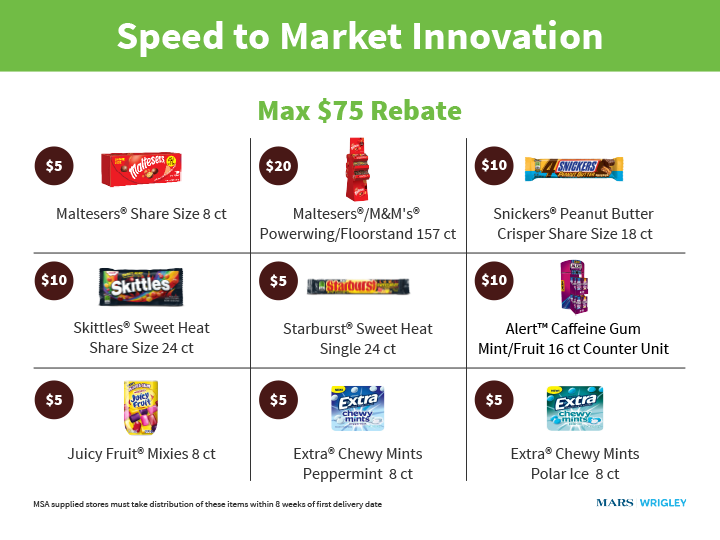 Speed to Market Innovation
Max $75 Rebate
$5
Maltesers
Maltesers® Share Size 8 ct
$20
Maltesers®/M&M's®
Powerwing/Floorstand 157 ct
$10
SNICKERS
PEANUT BUTTER
Snickers® Peanut Butter
Crisper Share Size 18 ct
$10
Skittles
Skittles® Sweet Heat
Share Size 24 ct
$5
Starburst
Starburst® Sweet Heat
Single 24 ct
$10
Alert™ Caffeine Gum
Mint/Fruit 16 ct Counter Unit
$5
Juicy
Fruit
Juicy Fruit® Mixies 8 ct
$5
Extra
chewy
mints
Extra® Chewy Mints
Peppermint 8 ct
$5
Extra
chewy
mints
Extra® Chewy Mints
Polar Ice 8 ct
MSA supplied stores must take distribution of these items within 8 weeks of first delivery date
MARS WRIGLEY